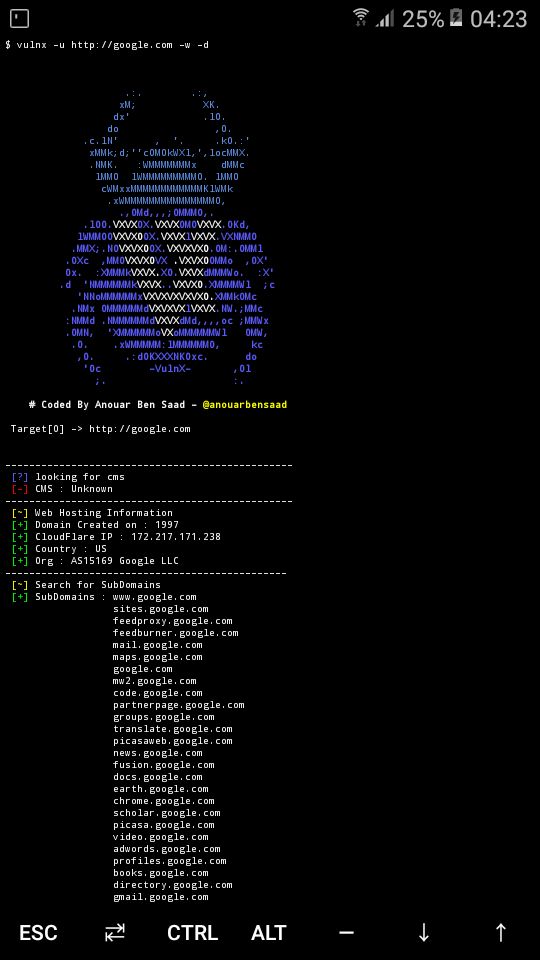 25% 04:23
$ vulnx -u http://google.com -w -d
-VulnX-
# Coded By Anouar Ben Saad - @anouarbensaad
Target[0] -> http://google.com
------------------------------------------------
[?] looking for cms
[-] CMS : Unknown
------------------------------------------------
[~] Web Hosting Information
[+] Domain Created on : 1997
[+] CloudFlare IP : 172.217.171.238
[+] Country : US
[+] Org : AS15169 Google LLC
-----------------------------------------------
[~] Search for SubDomains
[+] SubDomains : www.google.com
sites.google.com
feedproxy.google.com
feedburner.google.com
mail.google.com
maps.google.com
google.com
mw2.google.com
code.google.com
partnerpage.google.com
groups.google.com
translate.google.com
picasaweb.google.com
news.google.com
fusion.google.com
docs.google.com
earth.google.com
chrome.google.com
scholar.google.com
picasa.google.com
video.google.com
adwords.google.com
profiles.google.com
books.google.com
directory.google.com
gmail.google.com
ESC ⇄ CTRL ALT — ↓ ↑